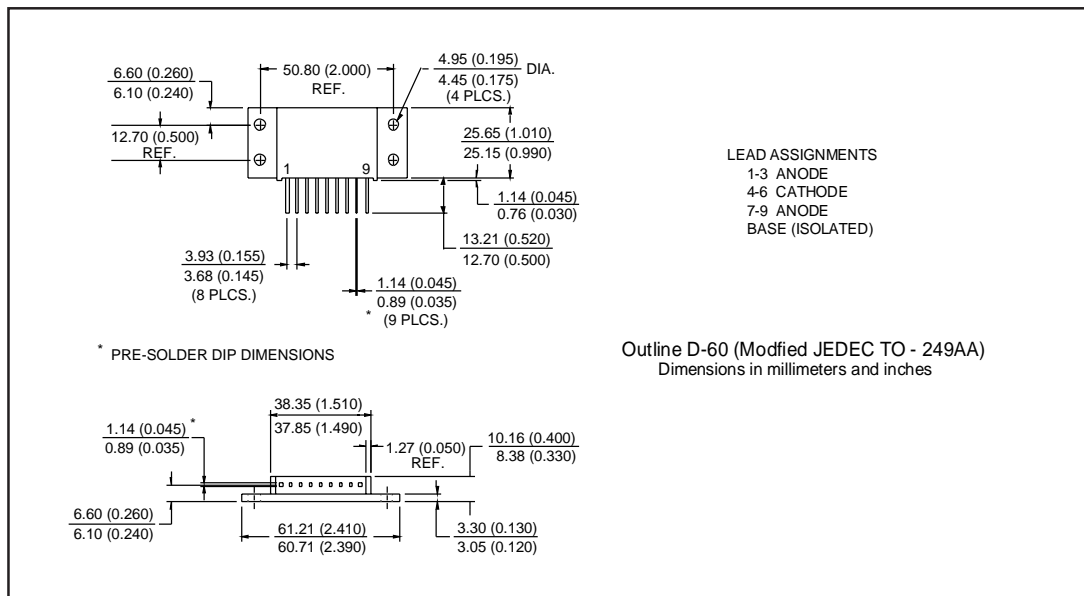 6.60 (0.260)
6.10 (0.240)
50.80 (2.000)
REF.
4.95 (0.195)
4.45 (0.175)
DIA.
(4 PLCS.)
12.70 (0.500)
REF.
25.65 (1.010)
25.15 (0.990)
1 9
1.14 (0.045)
0.76 (0.030)
13.21 (0.520)
12.70 (0.500)
3.93 (0.155)
3.68 (0.145)
(8 PLCS.)
1.14 (0.045)
0.89 (0.035)
* (9 PLCS.)
LEAD ASSIGNMENTS
1-3 ANODE
4-6 CATHODE
7-9 ANODE
BASE (ISOLATED)
* PRE-SOLDER DIP DIMENSIONS
Outline D-60 (Modfied JEDEC TO - 249AA)
Dimensions in millimeters and inches
38.35 (1.510)
37.85 (1.490)
1.14 (0.045) *
0.89 (0.035)
1.27 (0.050)
REF.
10.16 (0.400)
8.38 (0.330)
6.60 (0.260)
6.10 (0.240)
61.21 (2.410)
60.71 (2.390)
3.30 (0.130)
3.05 (0.120)